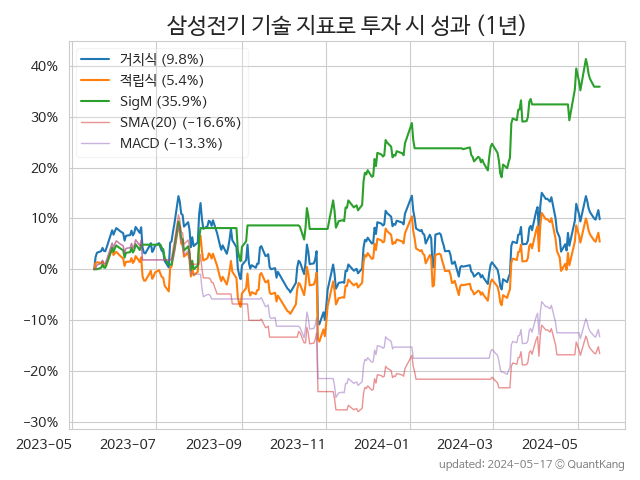 삼성전기 기술 지표로 투자 시 성과 (1년)
거치식 (9.8%)
적립식 (5.4%)
SigM (35.9%)
SMA(20) (−16.6%)
MACD (−13.3%)
40%
30%
20%
10%
0%
−10%
−20%
−30%
2023-05 2023-07 2023-09 2023-11 2024-01 2024-03 2024-05
updated: 2024-05-17 © QuantKang